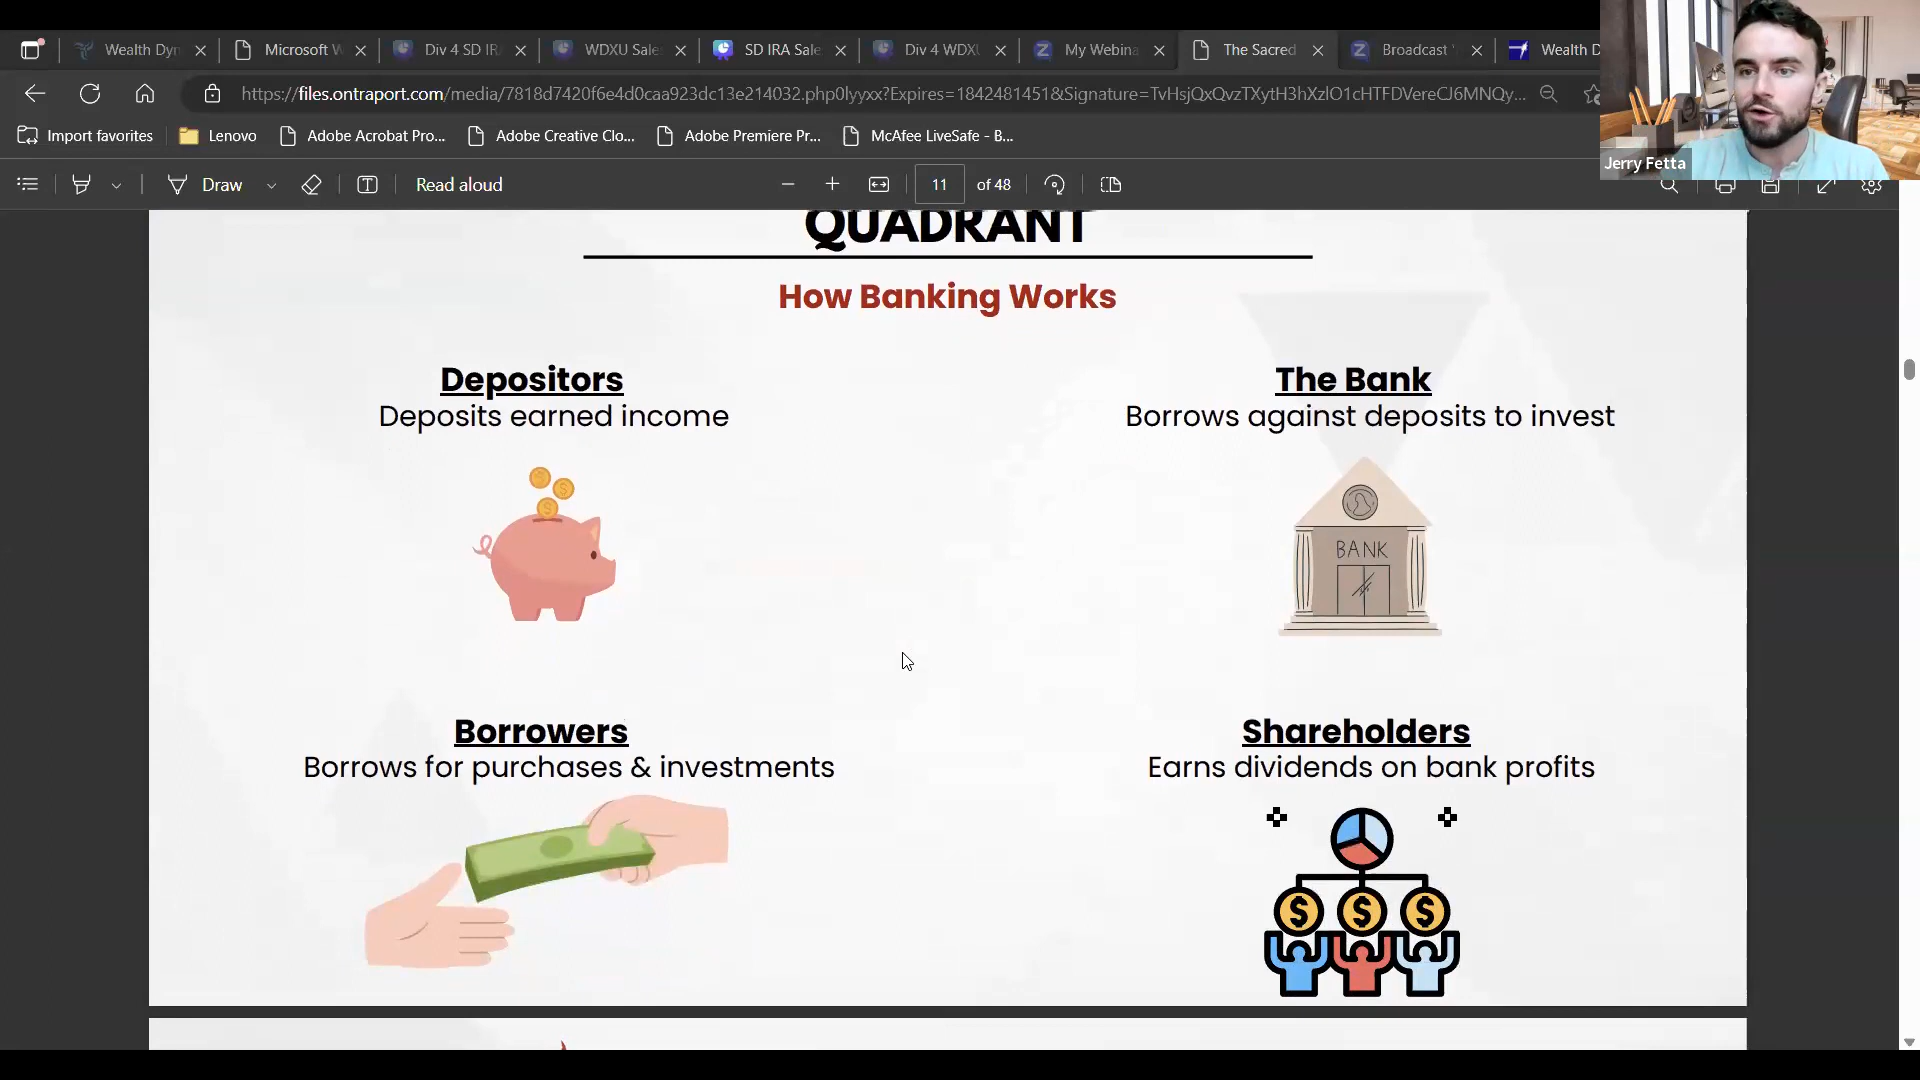 Wealth Dyn
Microsoft W
Div 4 SD IR
WDXU Sale
SD IRA Sale
Div 4 WDX
My Webina
The Sacred
Broadcast
Wealth D
https://files.ontraport.com/media/7818d7420f6e4d0caa923dc13e214032.php0lyyxx?Expires=1842481451&Signature=TvHsjQxQvzTXytH3hXzlO1cHTFDVereCJ6MNQy...
Import favorites
Lenovo
Adobe Acrobat Pro...
Adobe Creative Clo...
Adobe Premiere Pr...
McAfee LiveSafe - B...
Jerry Fetta
Draw
Read aloud
11 of 48
QUADRANT
How Banking Works
Depositors
Deposits earned income
The Bank
Borrows against deposits to invest
BANK
Borrowers
Borrows for purchases & investments
Shareholders
Earns dividends on bank profits